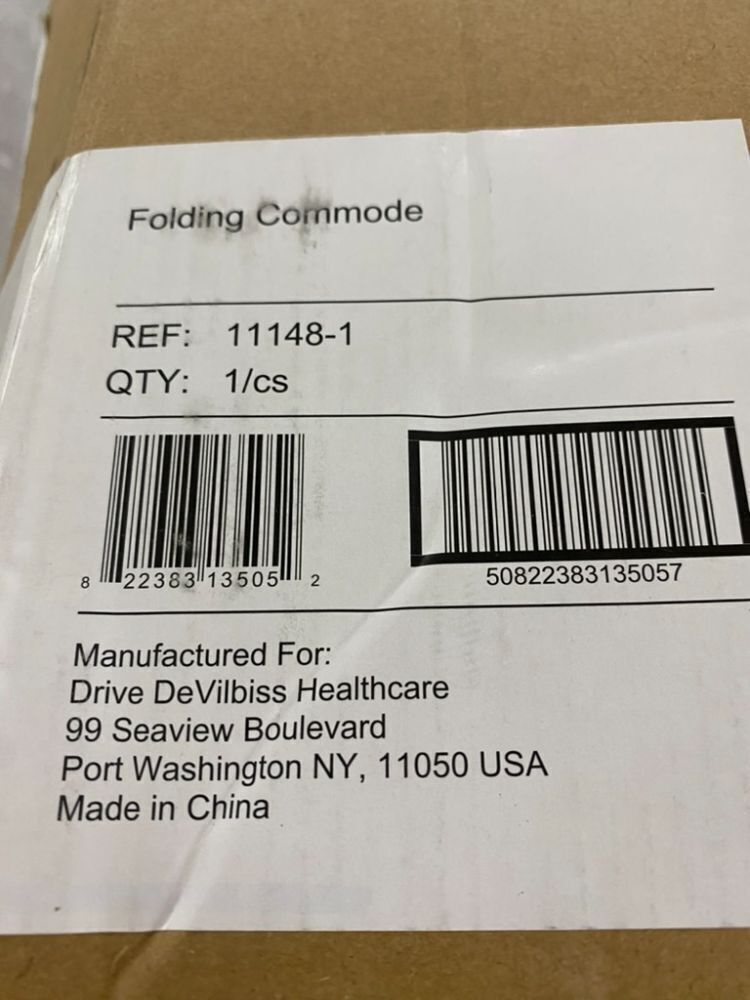 Folding Commode
REF: 11148-1
QTY: 1/cs
8 22383 13505 2
50822383135057
Manufactured For:
Drive DeVilbiss Healthcare
99 Seaview Boulevard
Port Washington NY, 11050 USA
Made in China